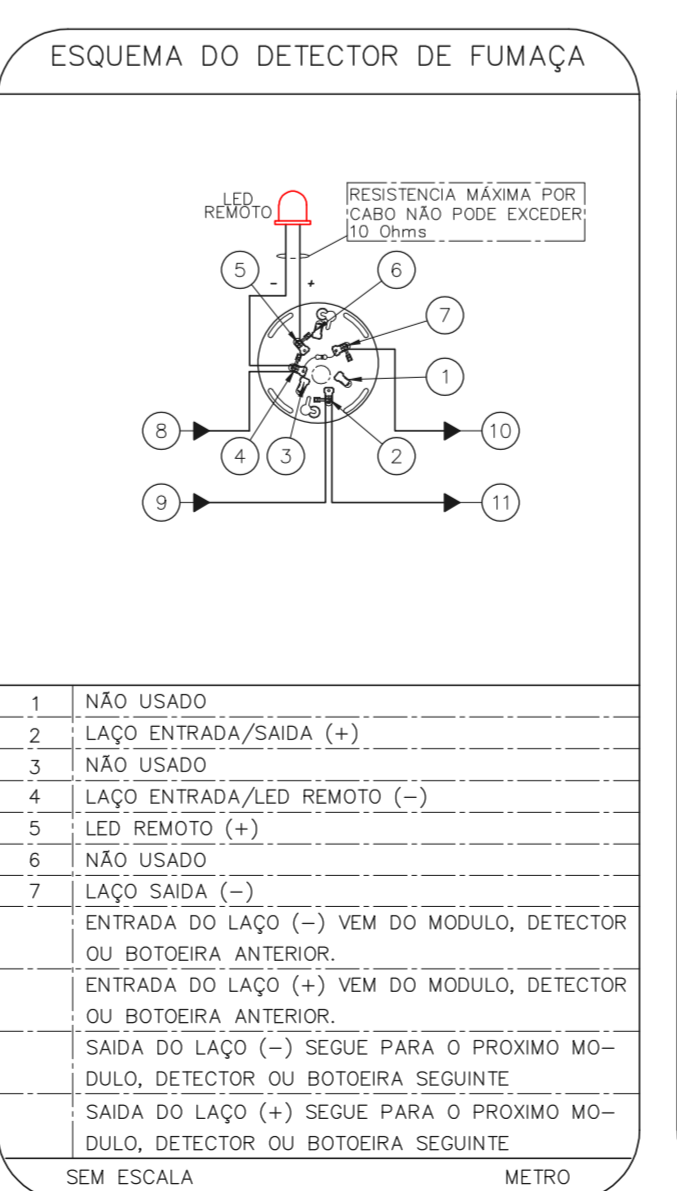 ESQUEMA DO DETECTOR DE FUMAÇA
LED
REMOTO
RESISTENCIA MÁXIMA POR
CABO NÃO PODE EXCEDER
10 Ohms
5
6
-
+
7
1
8
4
3
2
10
9
11
1 NÃO USADO
2 LAÇO ENTRADA/SAIDA (+)
3 NÃO USADO
4 LAÇO ENTRADA/LED REMOTO (-)
5 LED REMOTO (+)
6 NÃO USADO
7 LAÇO SAIDA (-)
ENTRADA DO LAÇO (-) VEM DO MODULO, DETECTOR
OU BOTOEIRA ANTERIOR.
ENTRADA DO LAÇO (+) VEM DO MODULO, DETECTOR
OU BOTOEIRA ANTERIOR.
SAIDA DO LAÇO (-) SEGUE PARA O PROXIMO MO-
DULO, DETECTOR OU BOTOEIRA SEGUINTE
SAIDA DO LAÇO (+) SEGUE PARA O PROXIMO MO-
DULO, DETECTOR OU BOTOEIRA SEGUINTE
SEM ESCALA METRO